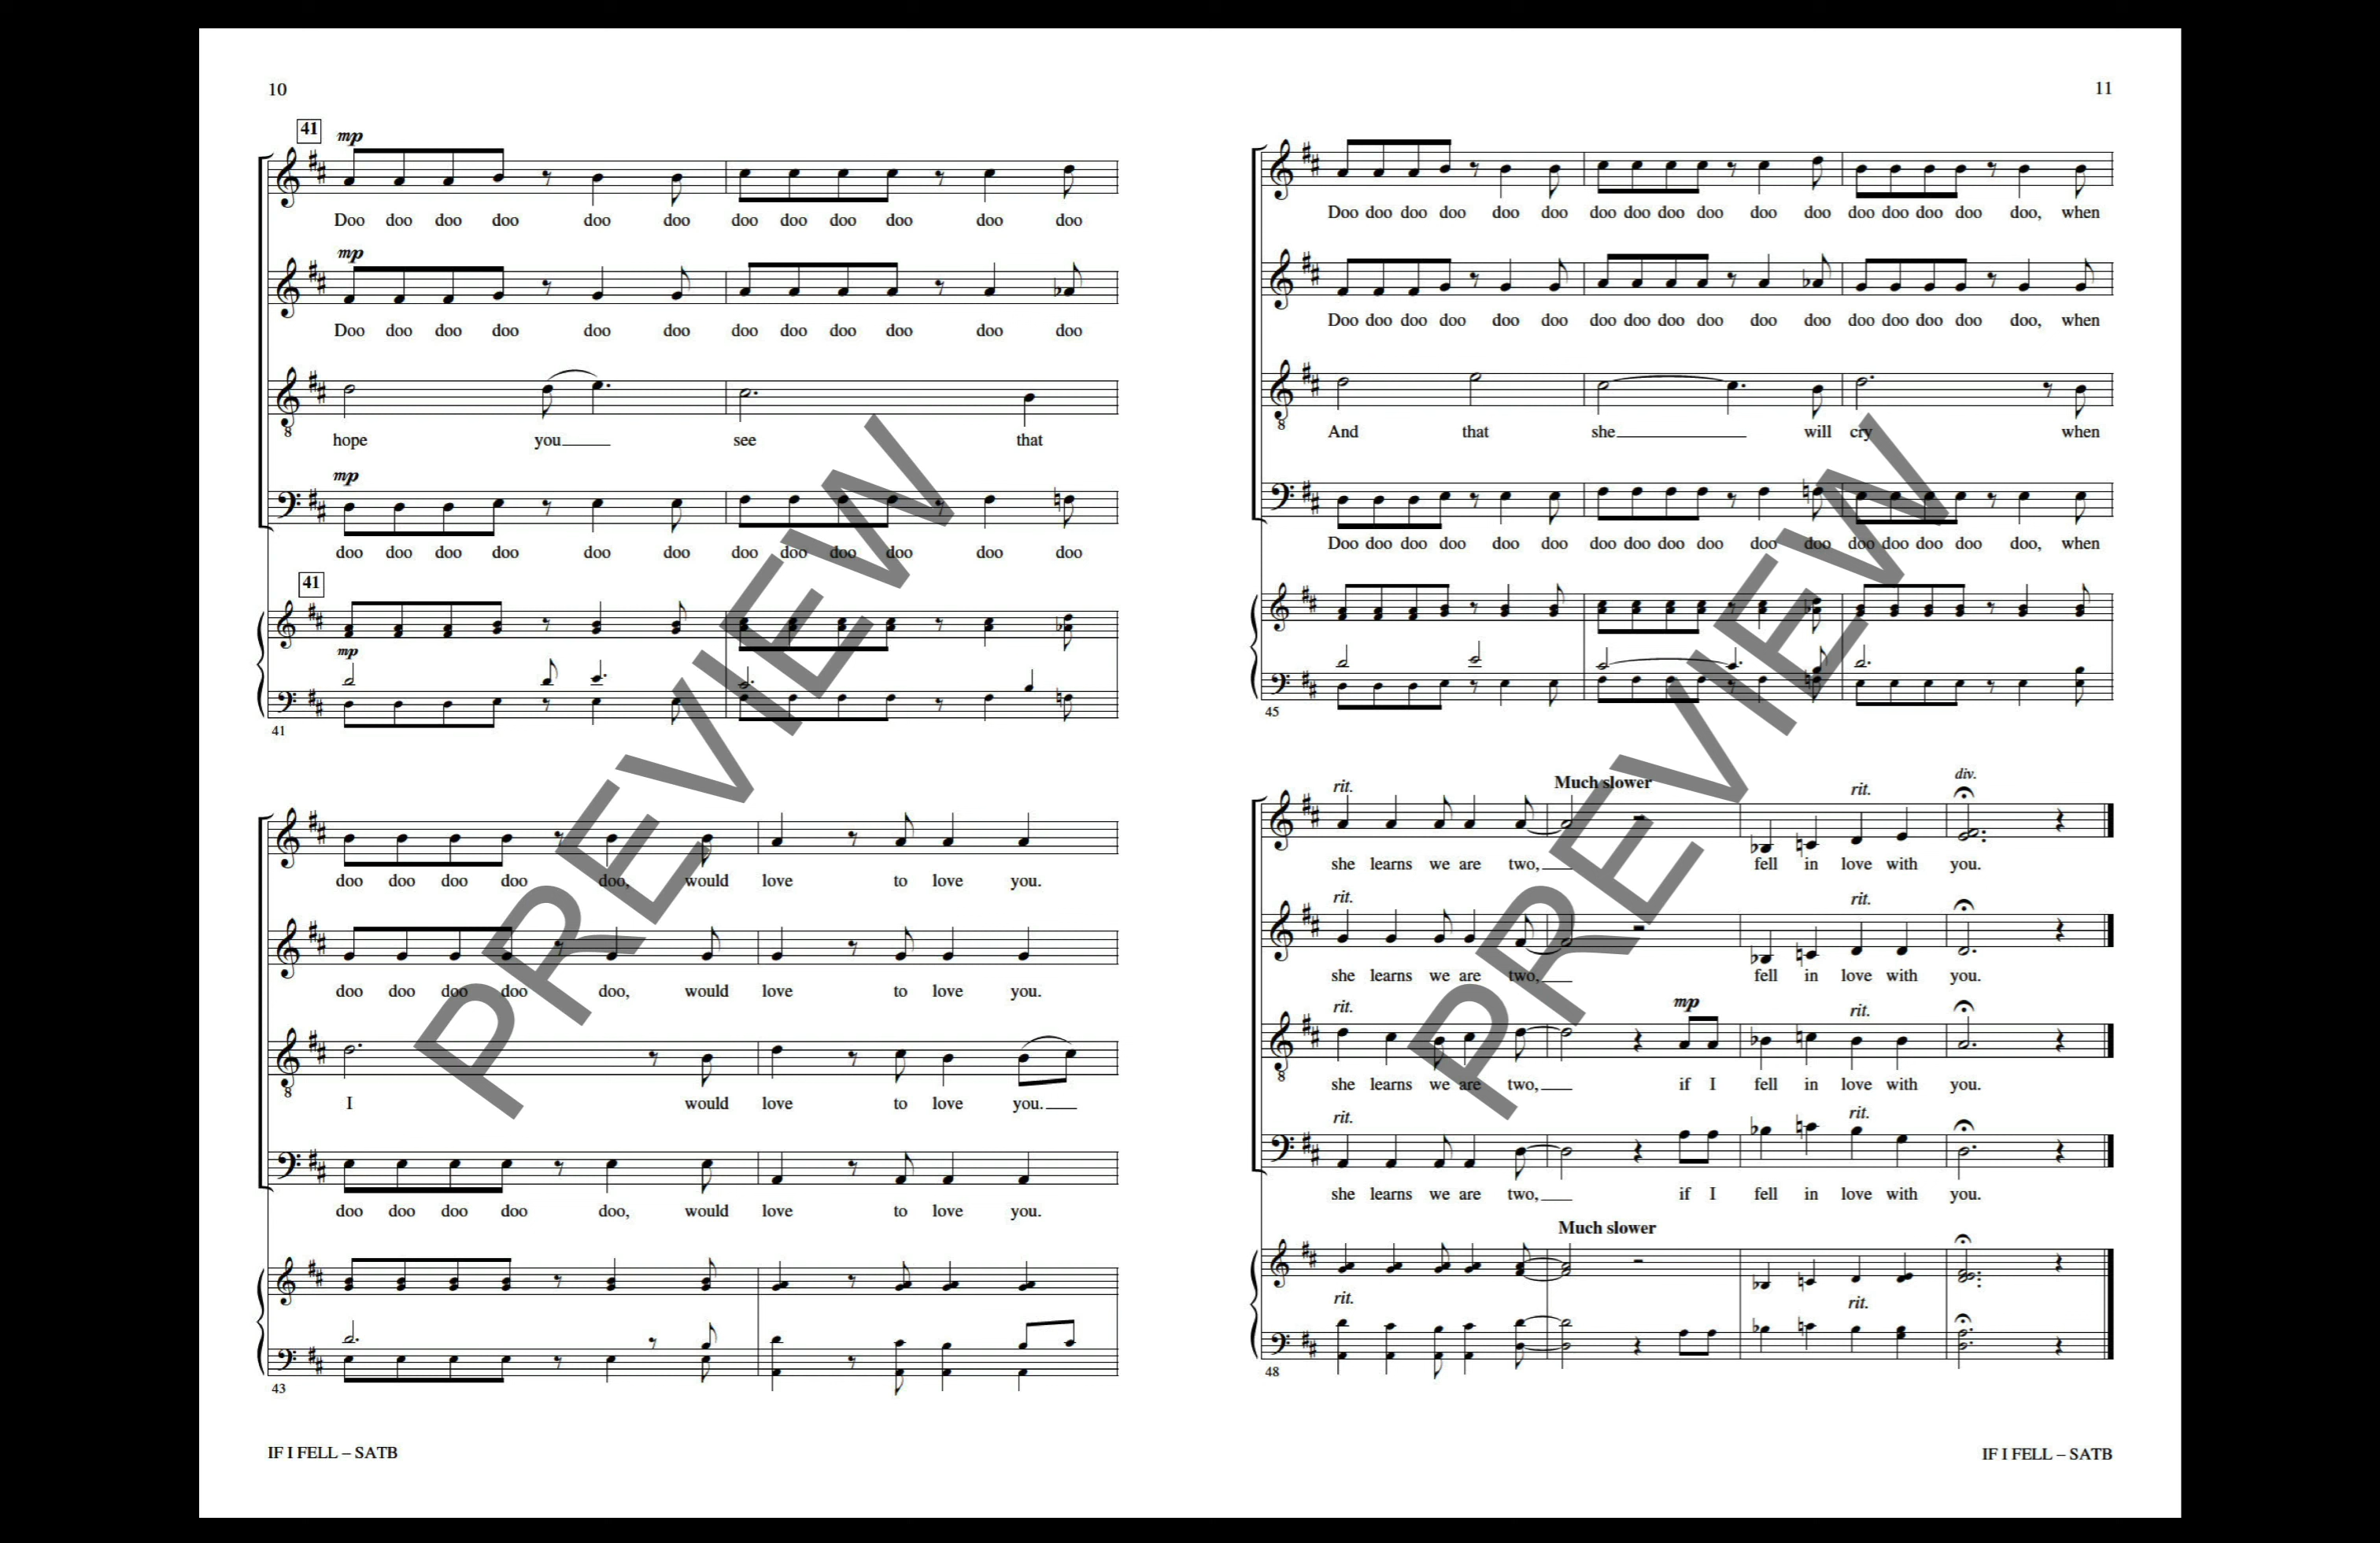 10
41 mp
Doo doo doo doo doo doo doo doo doo doo doo doo
mp
Doo doo doo doo doo doo doo doo doo doo doo doo
8
hope you see that
mp
doo doo doo doo doo doo doo doo doo doo doo doo
41
mp
41
doo doo doo doo doo, would love to love you.
doo doo doo doo doo, would love to love you.
8
I would love to love you.
doo doo doo doo doo, would love to love you.
43
IF I FELL – SATB
PREVIEW
11
Doo doo doo doo doo doo doo doo doo doo doo doo doo doo doo doo doo, when
Doo doo doo doo doo doo doo doo doo doo doo doo doo doo doo doo doo, when
8
And that she will cry when
Doo doo doo doo doo doo doo doo doo doo doo doo doo doo doo doo doo, when
45
rit. Much slower rit. div.
she learns we are two, fell in love with you.
rit. rit.
she learns we are two, fell in love with you.
rit. mp rit.
8
she learns we are two, if I fell in love with you.
rit. rit.
she learns we are two, if I fell in love with you.
Much slower
rit. rit.
48
IF I FELL – SATB
PREVIEW